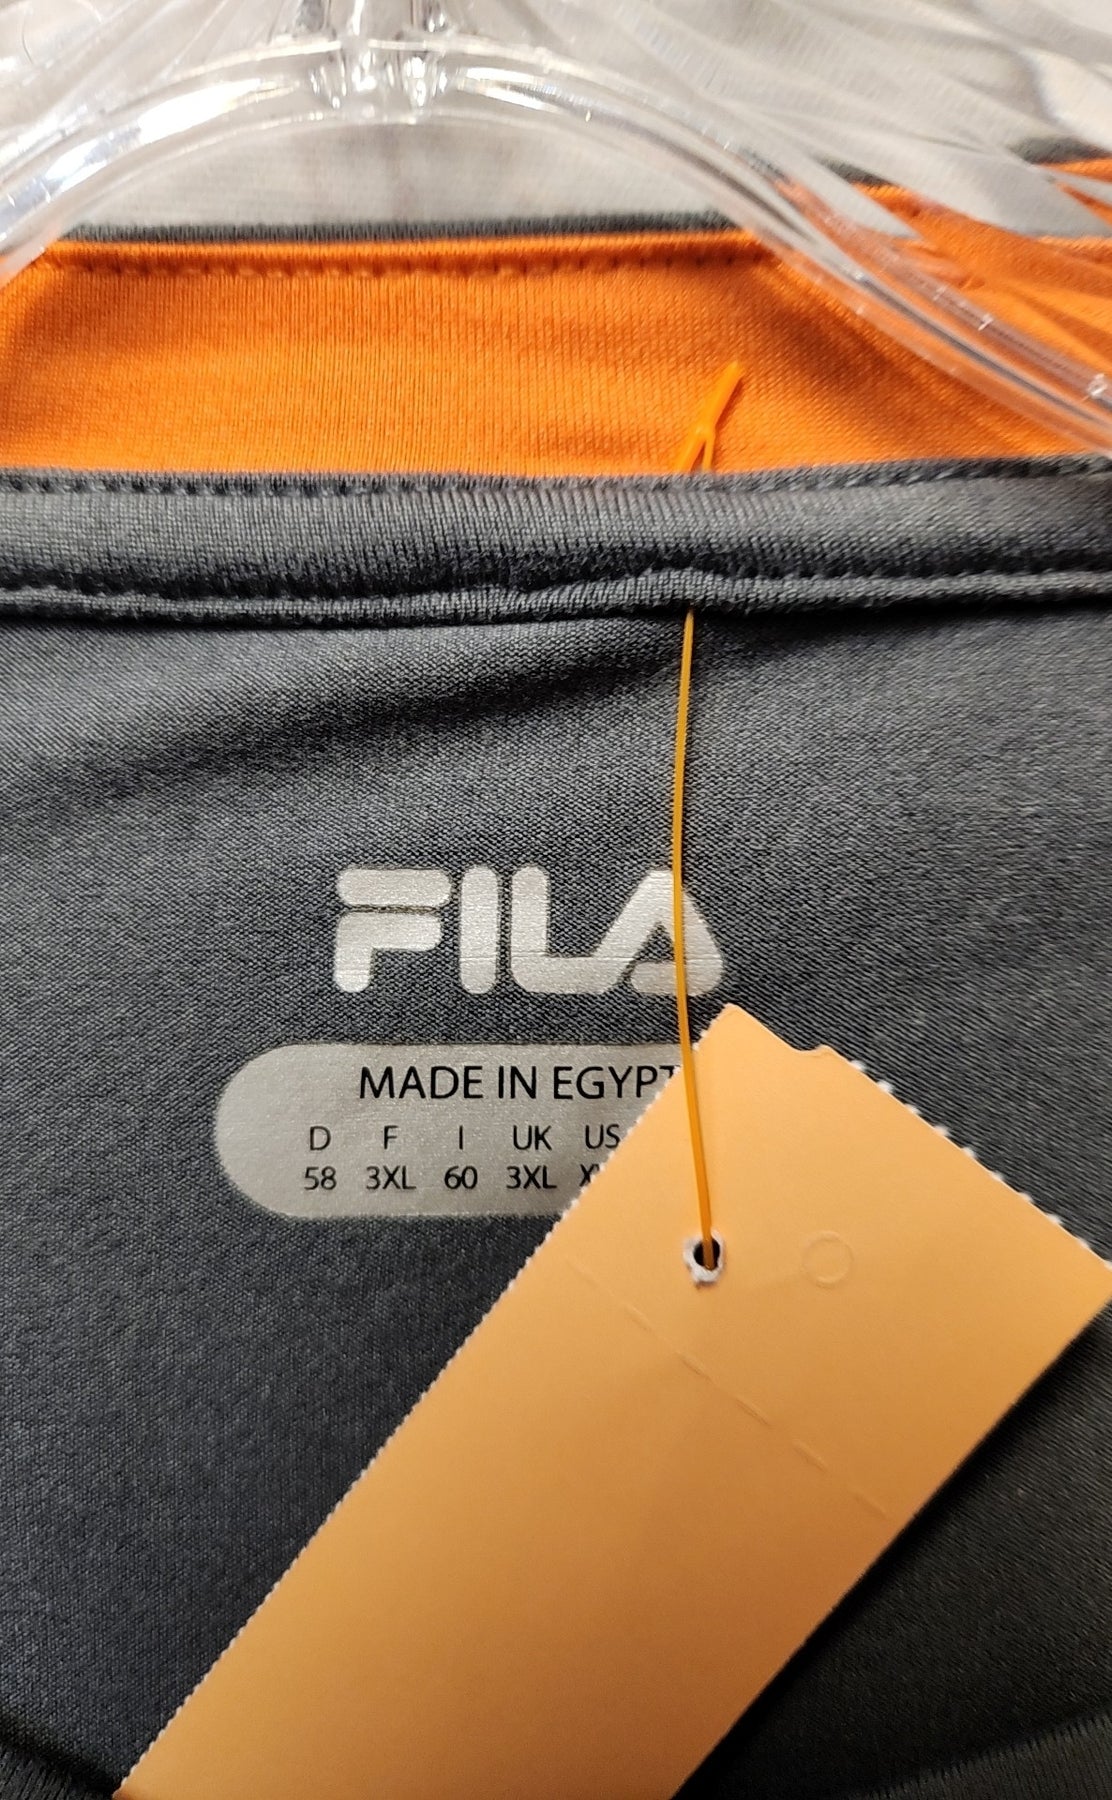 FILA
MADE IN EGYPT
D F I UK US
58 3XL 60 3XL